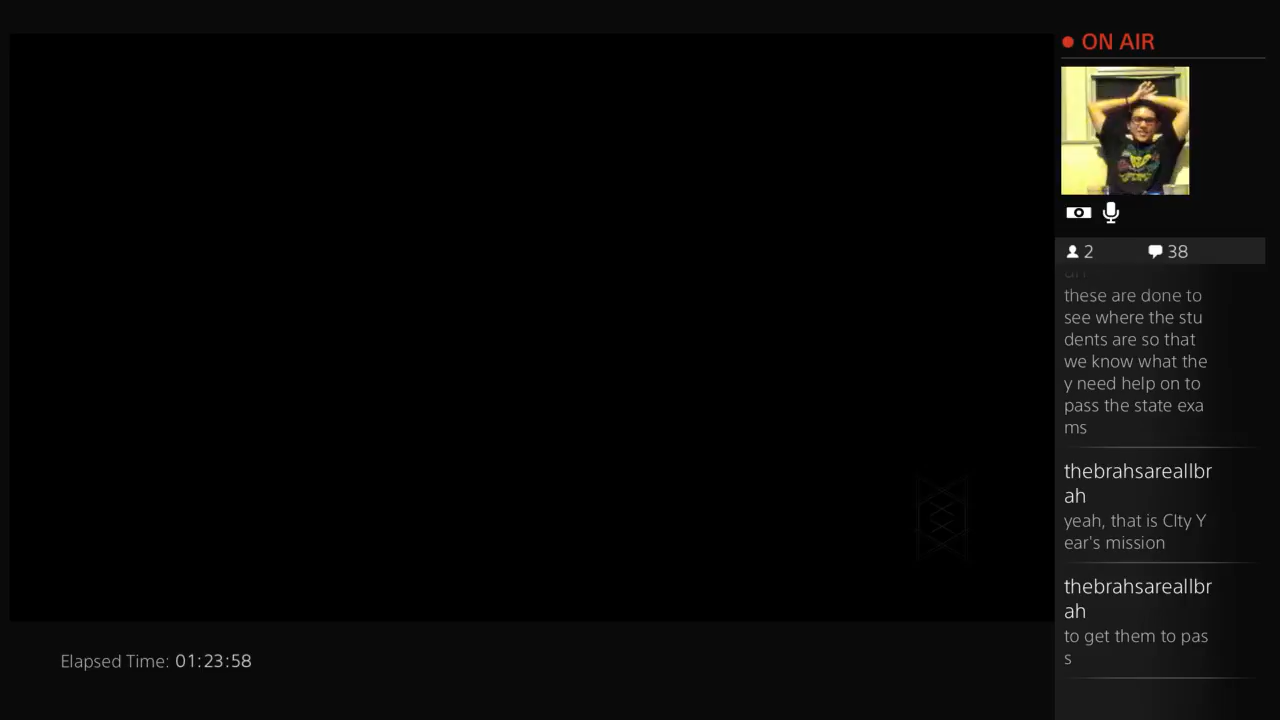 ON AIR
2 38
these are done to
see where the stu
dents are so that
we know what the
y need help on to
pass the state exa
ms
thebrahsareallbr
ah
yeah, that is CIty Y
ear's mission
thebrahsareallbr
ah
to get them to pas
s
Elapsed Time: 01:23:58